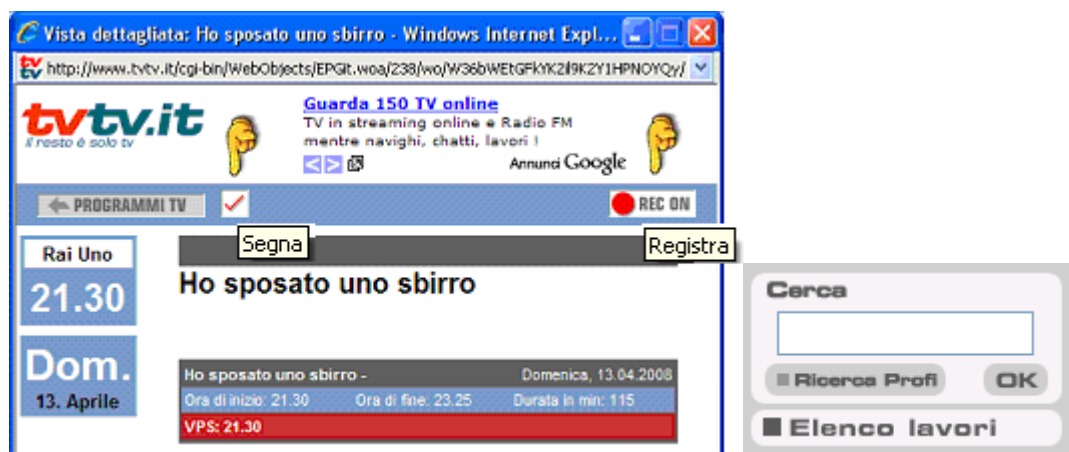 Vista dettagliata: Ho sposato uno sbirro - Windows Internet Expl...
http://www.tvtv.it/cgi-bin/WebObjects/EPGit.woa/238/wo/W36bWEtGFkYK2il9K2Y1HPNOYQy/
tvtv.it
il resto è solo tv
Guarda 150 TV online
TV in streaming online e Radio FM
mentre navighi, chatti, lavori !
Annunci Google
PROGRAMMI TV
REC ON
Segna
Registra
Rai Uno
21.30
Dom.
13. Aprile
Ho sposato uno sbirro
Ho sposato uno sbirro - Domenica, 13.04.2008
Ora di inizio: 21.30 Ora di fine: 23.25 Durata in min: 115
VPS: 21.30
Cerca
Ricerca Profi OK
Elenco lavori